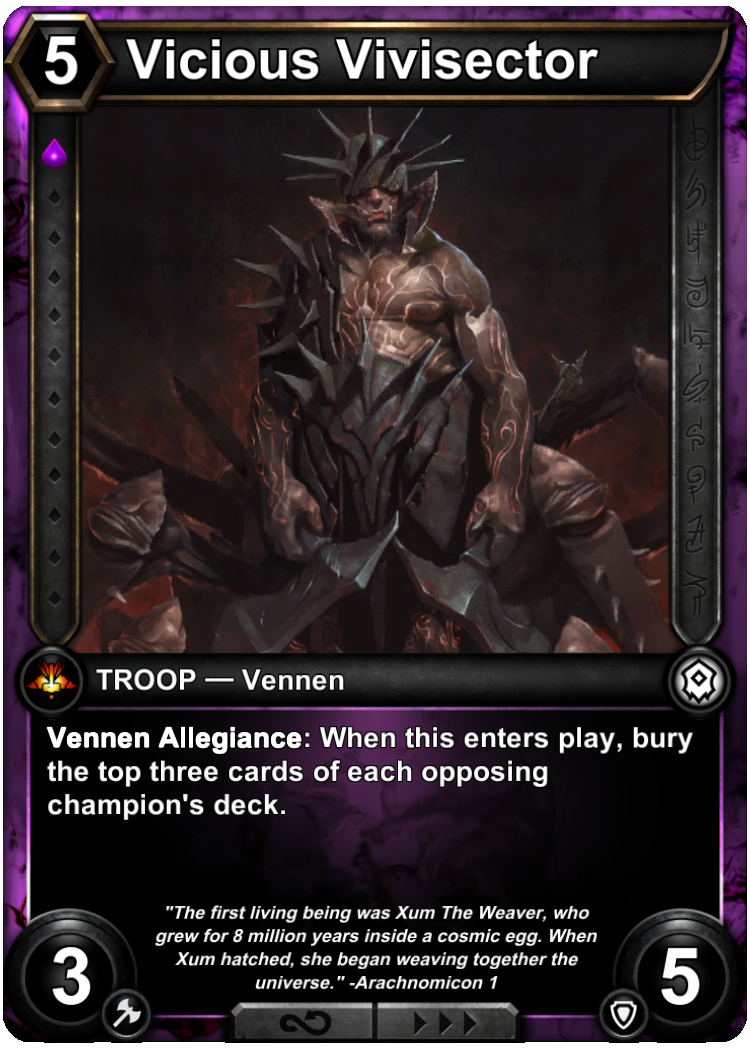 5 Vicious Vivisector
TROOP — Vennen
Vennen Allegiance: When this enters play, bury
the top three cards of each opposing
champion's deck.
"The first living being was Xum The Weaver, who
grew for 8 million years inside a cosmic egg. When
Xum hatched, she began weaving together the
universe." -Arachnomicon 1
3 5